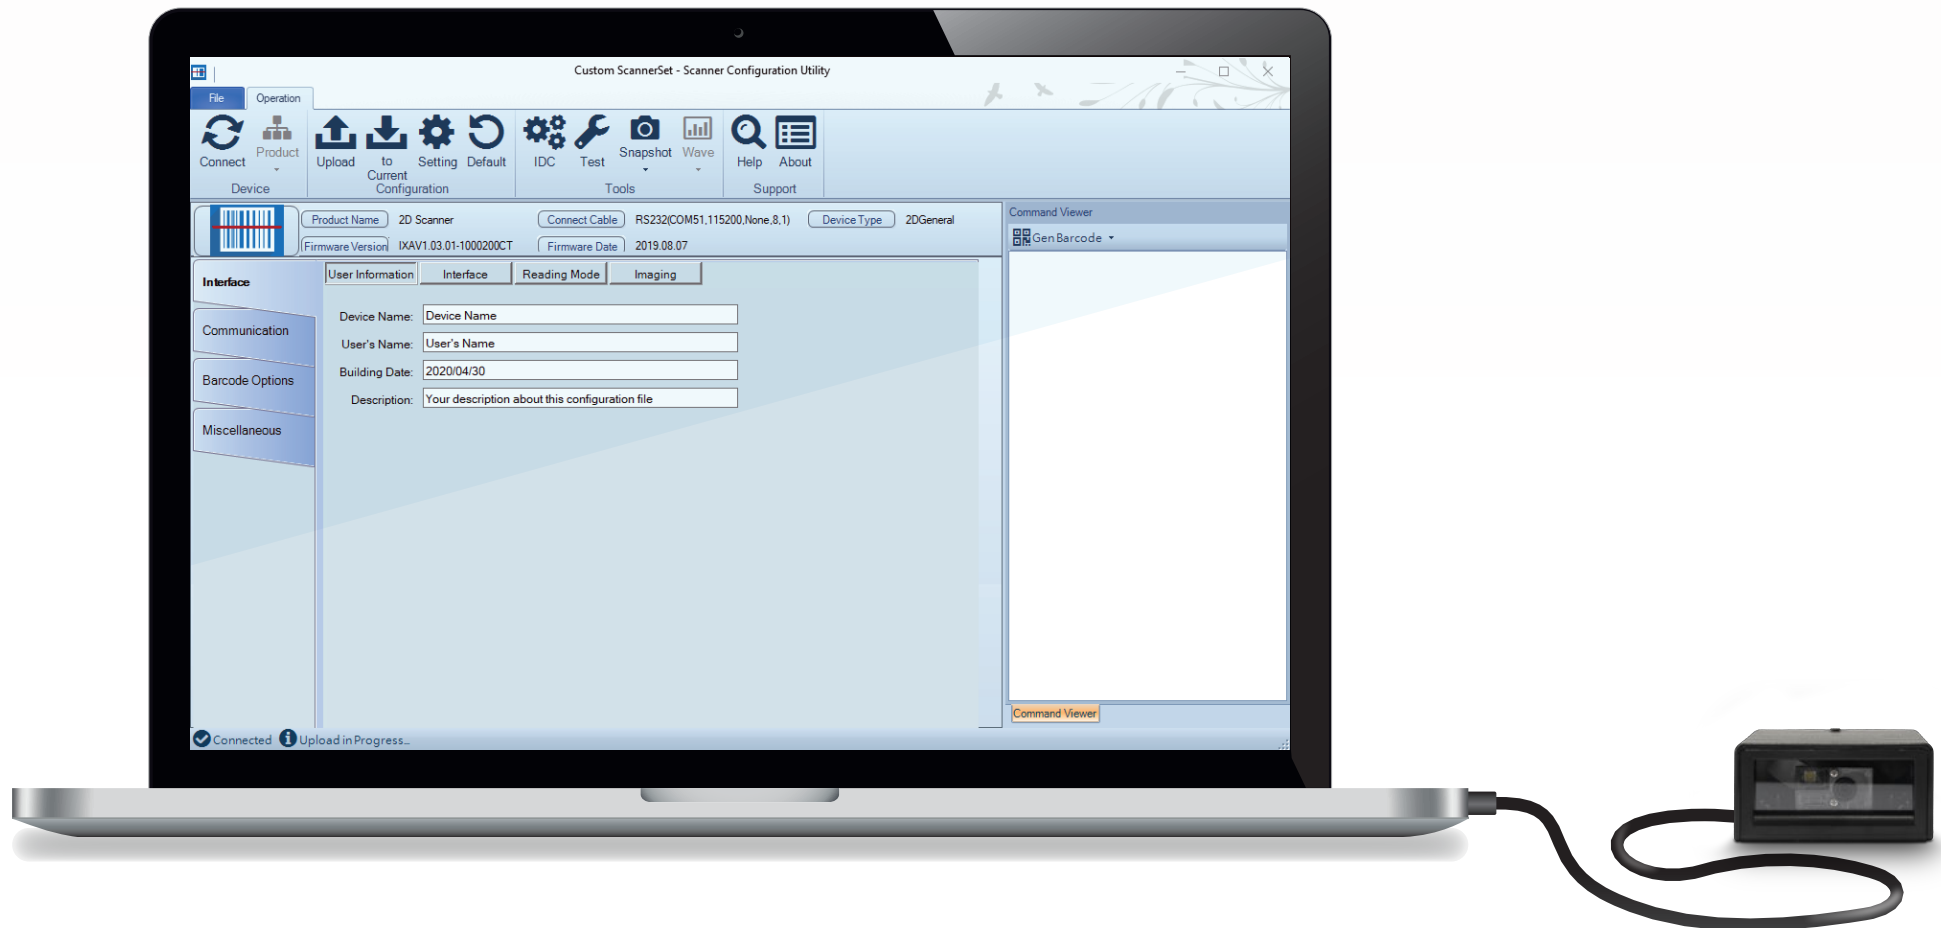 Custom ScannerSet - Scanner Configuration Utility
File Operation
Connect Product Upload to Current Setting Default IDC Test Snapshot Wave Help About
Device Configuration Tools Support
Product Name 2D Scanner Connect Cable RS232(COM51,115200,None,8,1) Device Type 2DGeneral
Firmware Version IXAV1.03.01-1000200CT Firmware Date 2019.08.07
Command Viewer
Gen Barcode
Interface
Communication
Barcode Options
Miscellaneous
User Information Interface Reading Mode Imaging
Device Name: Device Name
User's Name: User's Name
Building Date: 2020/04/30
Description: Your description about this configuration file
Command Viewer
Connected Upload in Progress...